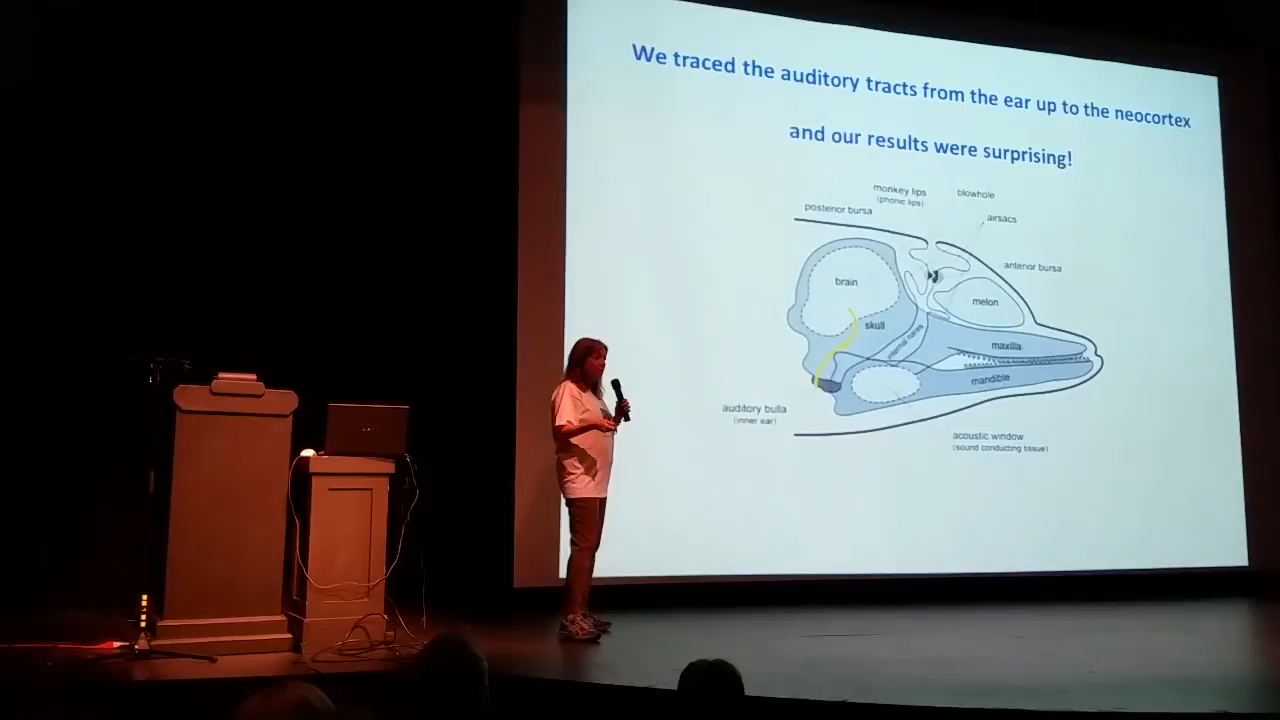 We traced the auditory tracts from the ear up to the neocortex
and our results were surprising!
monkey lips
(phonic lips)
blowhole
posterior bursa
airsacs
anterior bursa
brain
melon
skull
internal nares
maxilla
mandible
auditory bulla
(inner ear)
acoustic window
(sound conducting tissue)